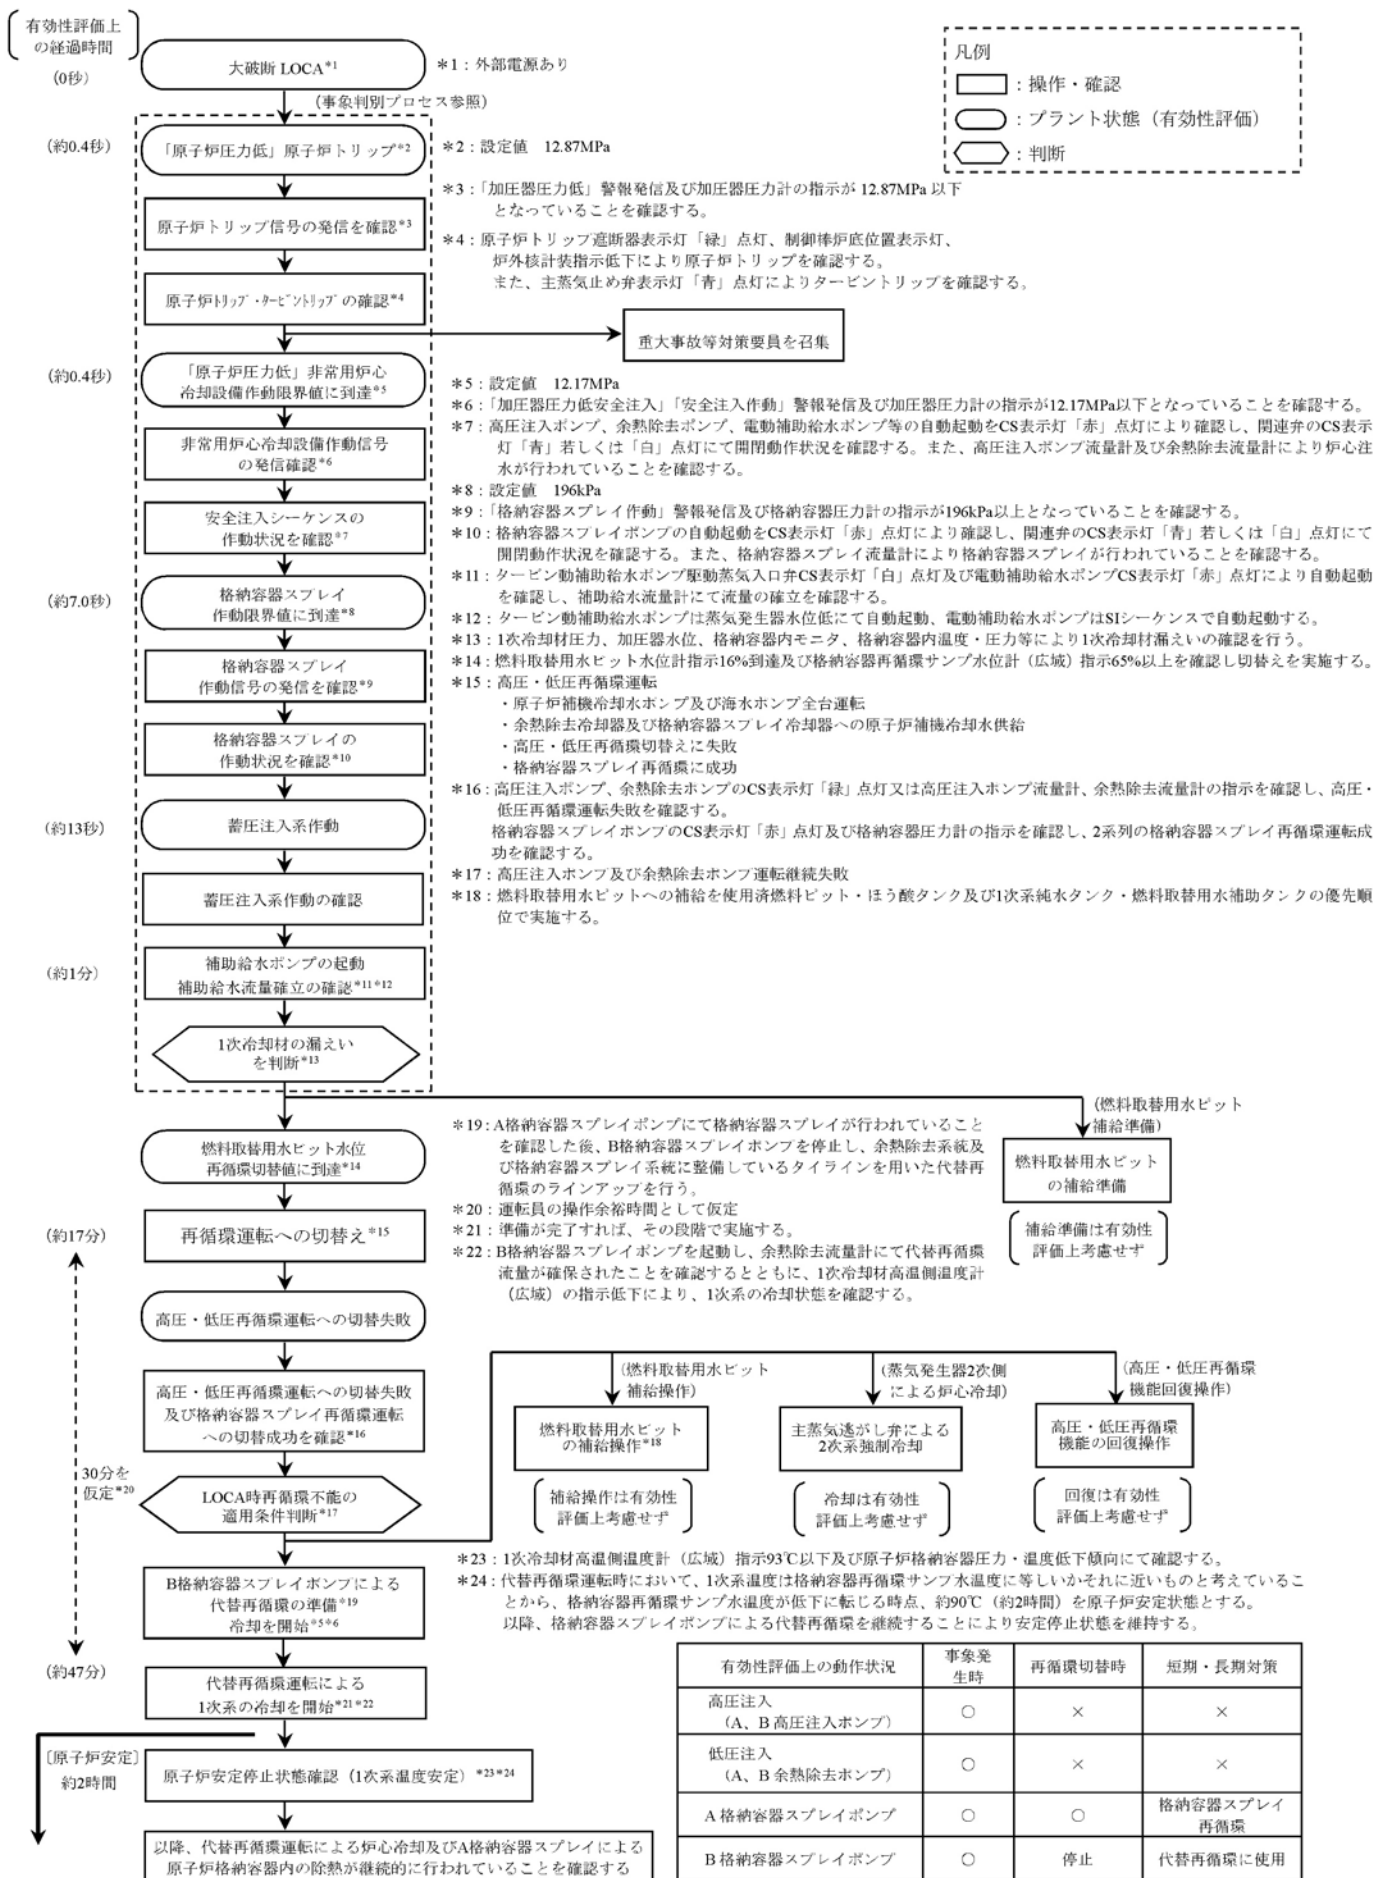 有効性評価上
の経過時間
(0秒)
大破断 LOCA*1
*1：外部電源あり
凡例
：操作・確認
：プラント状態（有効性評価）
：判断
(事象判別プロセス参照)
(約0.4秒)
「原子炉圧力低」原子炉トリップ*2
*2：設定値　12.87MPa
原子炉トリップ信号の発信を確認*3
*3：「加圧器圧力低」警報発信及び加圧器圧力計の指示が 12.87MPa 以下
となっていることを確認する。
原子炉ﾄﾘｯﾌﾟ・ﾀｰﾋﾞﾝﾄﾘｯﾌﾟの確認*4
*4：原子炉トリップ遮断器表示灯「緑」点灯、制御棒炉底位置表示灯、
炉外核計装指示低下により原子炉トリップを確認する。
また、主蒸気止め弁表示灯「青」点灯によりタービントリップを確認する。
重大事故等対策要員を召集
(約0.4秒)
「原子炉圧力低」非常用炉心
冷却設備作動限界値に到達*5
非常用炉心冷却設備作動信号
の発信確認*6
安全注入シーケンスの
作動状況を確認*7
(約7.0秒)
格納容器スプレイ
作動限界値に到達*8
格納容器スプレイ
作動信号の発信を確認*9
格納容器スプレイの
作動状況を確認*10
(約13秒)
蓄圧注入系作動
蓄圧注入系作動の確認
(約1分)
補助給水ポンプの起動
補助給水流量確立の確認*11*12
1次冷却材の漏えい
を判断*13
*5：設定値　12.17MPa
*6：「加圧器圧力低安全注入」「安全注入作動」警報発信及び加圧器圧力計の指示が12.17MPa以下となっていることを確認する。
*7：高圧注入ポンプ、余熱除去ポンプ、電動補助給水ポンプ等の自動起動をCS表示灯「赤」点灯により確認し、関連弁のCS表示
灯「青」若しくは「白」点灯にて開閉動作状況を確認する。また、高圧注入ポンプ流量計及び余熱除去流量計により炉心注
水が行われていることを確認する。
*8：設定値　196kPa
*9：「格納容器スプレイ作動」警報発信及び格納容器圧力計の指示が196kPa以上となっていることを確認する。
*10：格納容器スプレイポンプの自動起動をCS表示灯「赤」点灯により確認し、関連弁のCS表示灯「青」若しくは「白」点灯にて
開閉動作状況を確認する。また、格納容器スプレイ流量計により格納容器スプレイが行われていることを確認する。
*11：タービン動補助給水ポンプ駆動蒸気入口弁CS表示灯「白」点灯及び電動補助給水ポンプCS表示灯「赤」点灯により自動起動
を確認し、補助給水流量計にて流量の確立を確認する。
*12：タービン動補助給水ポンプは蒸気発生器水位低にて自動起動、電動補助給水ポンプはSIシーケンスで自動起動する。
*13：1次冷却材圧力、加圧器水位、格納容器内モニタ、格納容器内温度・圧力等により1次冷却材漏えいの確認を行う。
*14：燃料取替用水ピット水位計指示16%到達及び格納容器再循環サンプ水位計（広域）指示65%以上を確認し切替えを実施する。
*15：高圧・低圧再循環運転
・原子炉補機冷却水ポンプ及び海水ポンプ全台運転
・余熱除去冷却器及び格納容器スプレイ冷却器への原子炉補機冷却水供給
・高圧・低圧再循環切替えに失敗
・格納容器スプレイ再循環に成功
*16：高圧注入ポンプ、余熱除去ポンプのCS表示灯「緑」点灯又は高圧注入ポンプ流量計、余熱除去流量計の指示を確認し、高圧・
低圧再循環運転失敗を確認する。
格納容器スプレイポンプのCS表示灯「赤」点灯及び格納容器圧力計の指示を確認し、2系列の格納容器スプレイ再循環運転成
功を確認する。
*17：高圧注入ポンプ及び余熱除去ポンプ運転継続失敗
*18：燃料取替用水ピットへの補給を使用済燃料ピット・ほう酸タンク及び1次系純水タンク・燃料取替用水補助タンクの優先順
位で実施する。
(燃料取替用水ピット
補給準備)
燃料取替用水ピット
の補給準備
補給準備は有効性
評価上考慮せず
燃料取替用水ピット水位
再循環切替値に到達*14
(約17分)
再循環運転への切替え*15
*19：A格納容器スプレイポンプにて格納容器スプレイが行われていること
を確認した後、B格納容器スプレイポンプを停止し、余熱除去系統及
び格納容器スプレイ系統に整備しているタイラインを用いた代替再
循環のラインアップを行う。
*20：運転員の操作余裕時間として仮定
*21：準備が完了すれば、その段階で実施する。
*22：B格納容器スプレイポンプを起動し、余熱除去流量計にて代替再循環
流量が確保されたことを確認するとともに、1次冷却材高温側温度計
（広域）の指示低下により、1次系の冷却状態を確認する。
高圧・低圧再循環運転への切替失敗
高圧・低圧再循環運転への切替失敗
及び格納容器スプレイ再循環運転
への切替成功を確認*16
30分を
仮定*20
LOCA時再循環不能の
適用条件判断*17
(燃料取替用水ピット
補給操作)
燃料取替用水ピット
の補給操作*18
補給操作は有効性
評価上考慮せず
(蒸気発生器2次側
による炉心冷却)
主蒸気逃がし弁による
2次系強制冷却
冷却は有効性
評価上考慮せず
(高圧・低圧再循環
機能回復操作)
高圧・低圧再循環
機能の回復操作
回復は有効性
評価上考慮せず
B格納容器スプレイポンプによる
代替再循環の準備*19
冷却を開始*5*6
(約47分)
代替再循環運転による
1次系の冷却を開始*21*22
*23：1次冷却材高温側温度計（広域）指示93℃以下及び原子炉格納容器圧力・温度低下傾向にて確認する。
*24：代替再循環運転時において、1次系温度は格納容器再循環サンプ水温度に等しいかそれに近いものと考えているこ
とから、格納容器再循環サンプ水温度が低下に転じる時点、約90℃（約2時間）を原子炉安定状態とする。
以降、格納容器スプレイポンプによる代替再循環を継続することにより安定停止状態を維持する。
〔原子炉安定〕
約2時間
原子炉安定停止状態確認（1次系温度安定）*23*24
以降、代替再循環運転による炉心冷却及びA格納容器スプレイによる
原子炉格納容器内の除熱が継続的に行われていることを確認する
有効性評価上の動作状況 事象発生時 再循環切替時 短期・長期対策
高圧注入
（A、B 高圧注入ポンプ） ○ × ×
低圧注入
（A、B 余熱除去ポンプ） ○ × ×
A 格納容器スプレイポンプ ○ ○ 格納容器スプレイ再循環
B 格納容器スプレイポンプ ○ 停止 代替再循環に使用